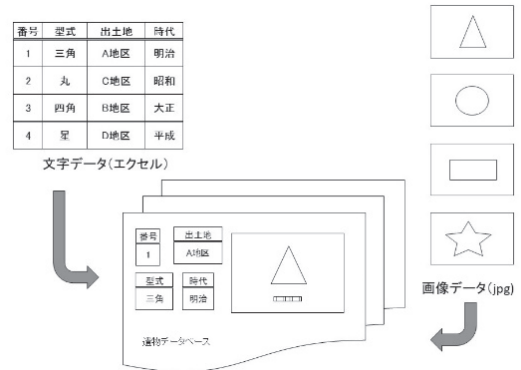 番号 型式 出土地 時代
1 三角 A地区 明治
2 丸 C地区 昭和
3 四角 B地区 大正
4 星 D地区 平成
文字データ(エクセル)
番号 出土地
1 A地区
型式 時代
三角 明治
遺物データベース
画像データ(jpg)